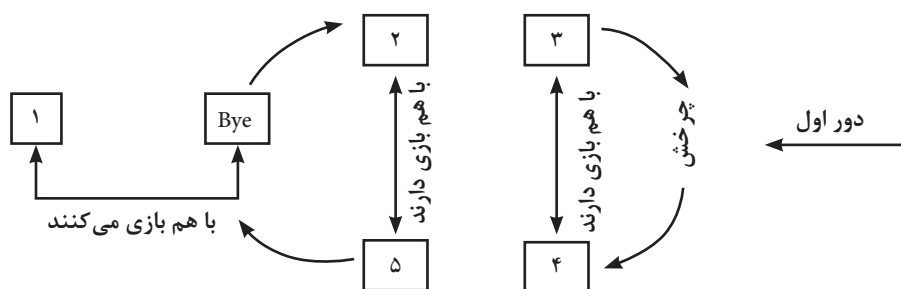 ۲
۳
۱
Bye
با هم بازی دارند
با هم بازی دارند
چرخش
دور اول
با هم بازی می‌کنند
۵
۴